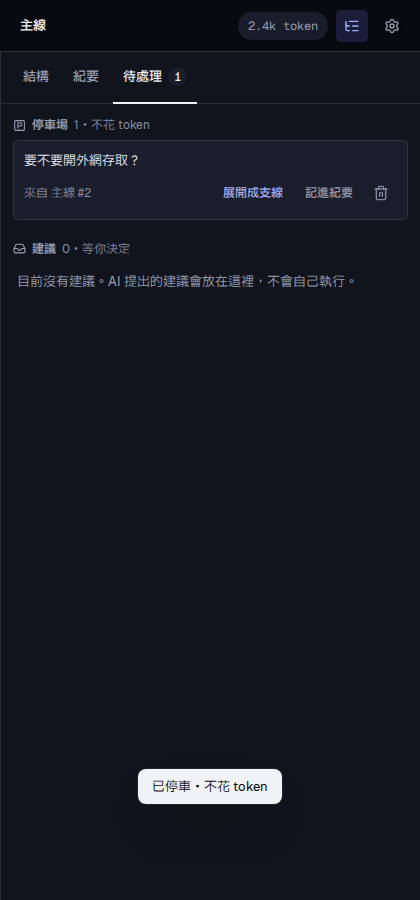 主線
2.4k token
結構 紀要 待處理 1
停車場 1・不花 token
要不要開外網存取？
來自 主線 #2 展開成支線 記進紀要
建議 0・等你決定
目前沒有建議。AI 提出的建議會放在這裡，不會自己執行。
已停車・不花 token